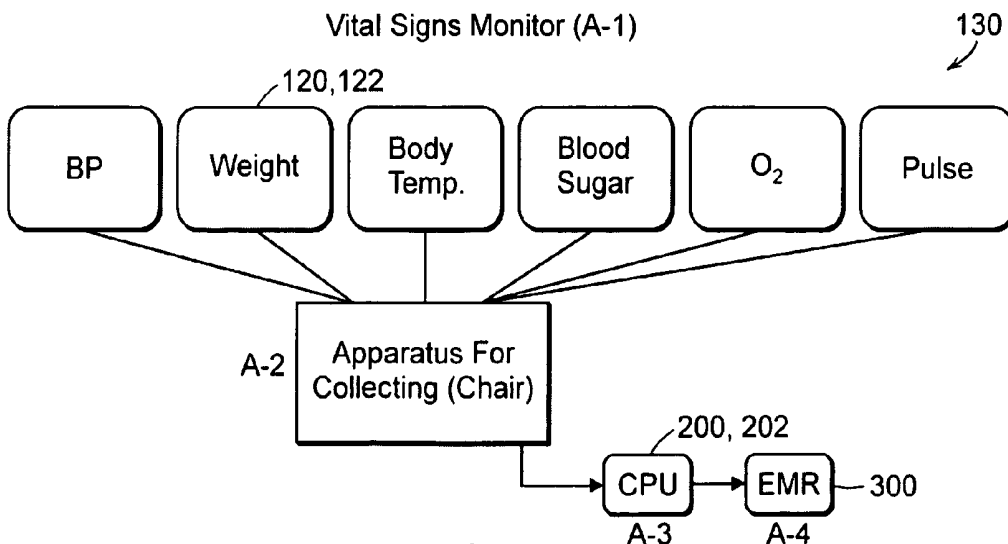 Vital Signs Monitor (A-1)
130
120,122
BP
Weight
Body
Temp.
Blood
Sugar
O₂
Pulse
A-2
Apparatus For
Collecting (Chair)
200, 202
CPU
EMR
300
A-3
A-4